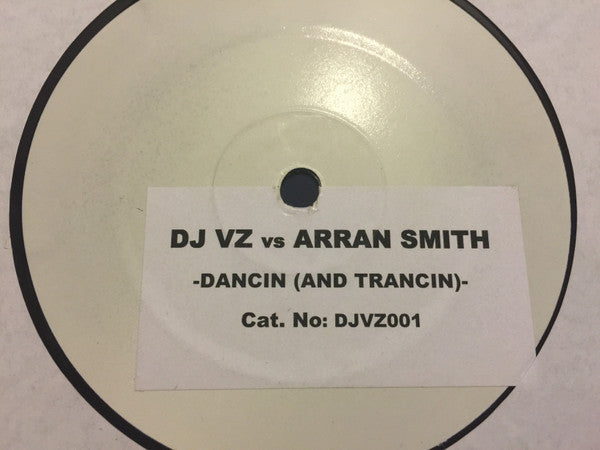 DJ VZ vs ARRAN SMITH
-DANCIN (AND TRANCIN)-
Cat. No: DJVZ001